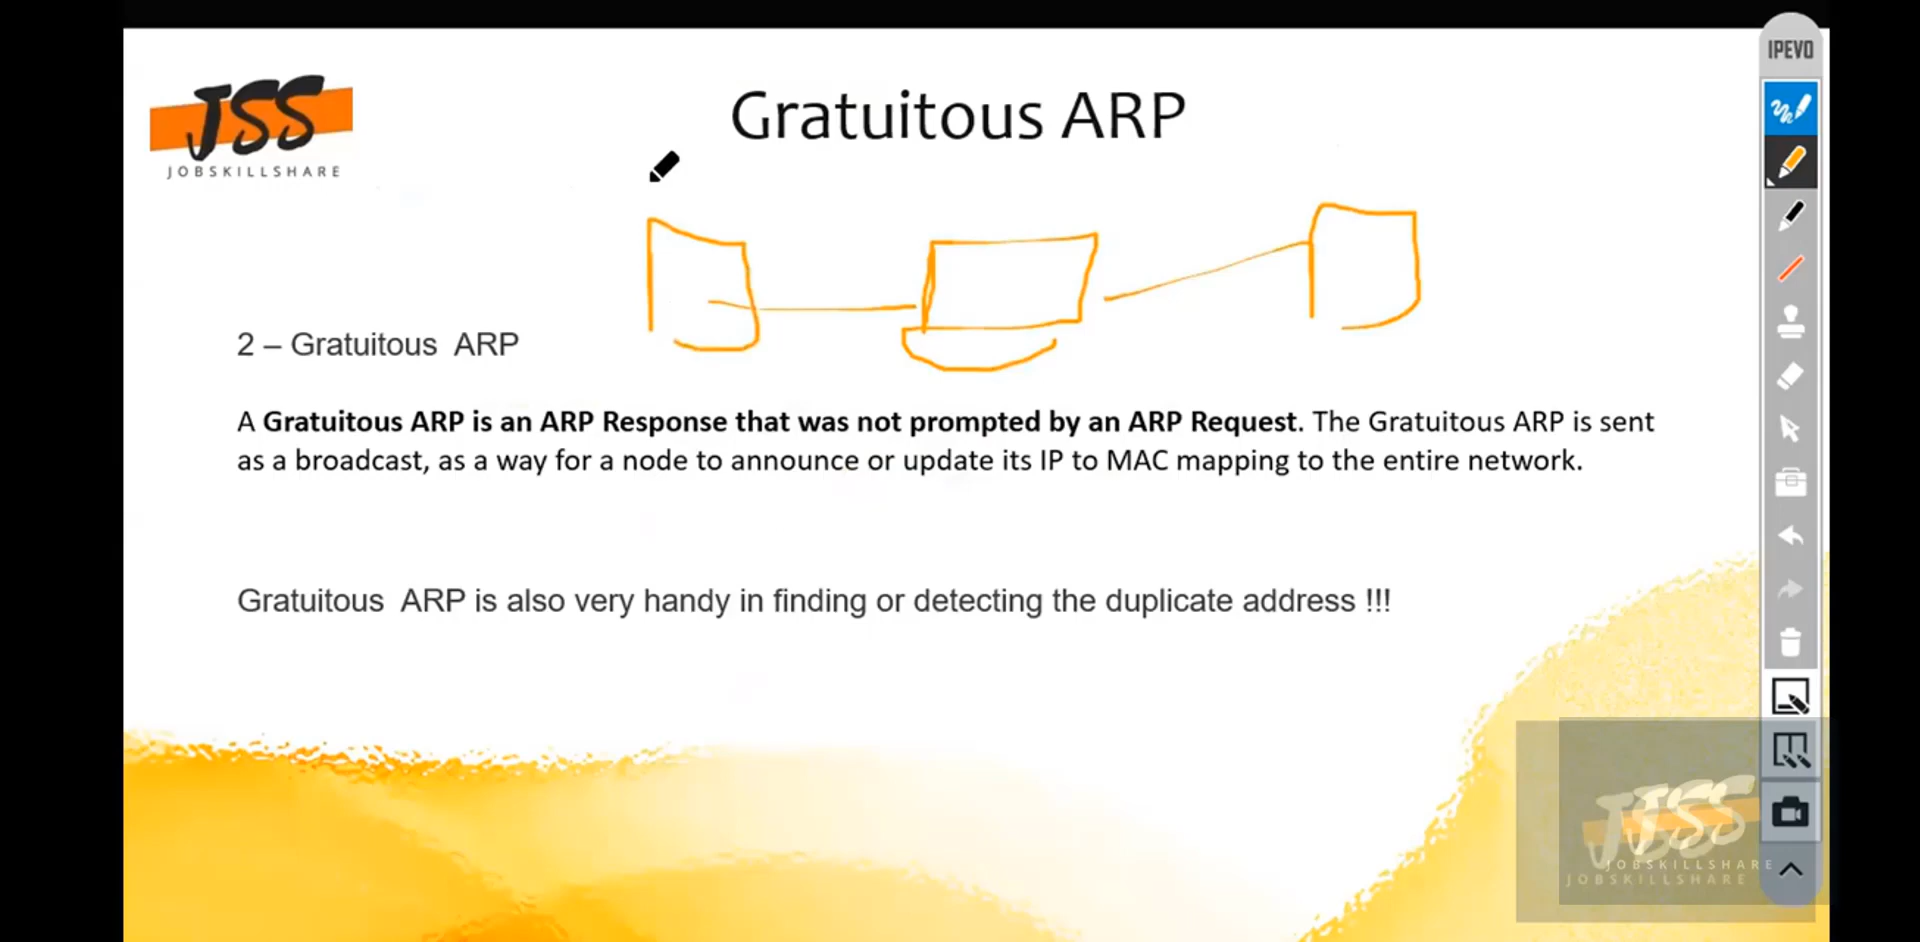 IPEVO
JSS
JOBSKILLSHARE
Gratuitous ARP
2 – Gratuitous ARP
A Gratuitous ARP is an ARP Response that was not prompted by an ARP Request. The Gratuitous ARP is sent
as a broadcast, as a way for a node to announce or update its IP to MAC mapping to the entire network.
Gratuitous ARP is also very handy in finding or detecting the duplicate address !!!
JSS
JSS
JOBSKILLSHARE
JOBSKILLSHARE